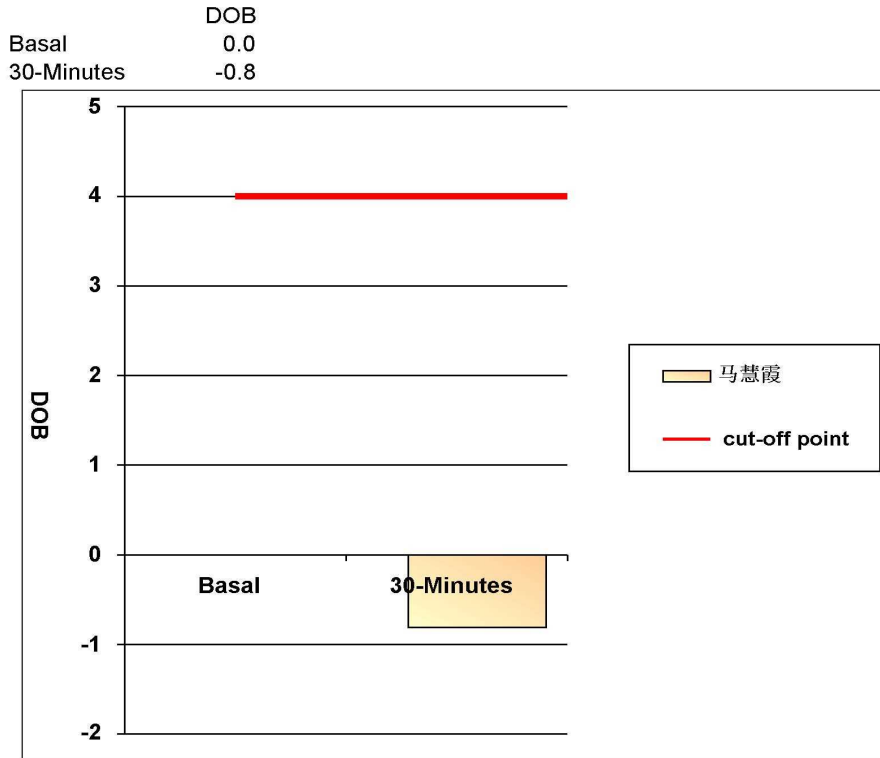 DOB
Basal 0.0
30-Minutes -0.8
5
4
3
2
1
0
-1
-2
DOB
Basal 30-Minutes
马慧霞
cut-off point